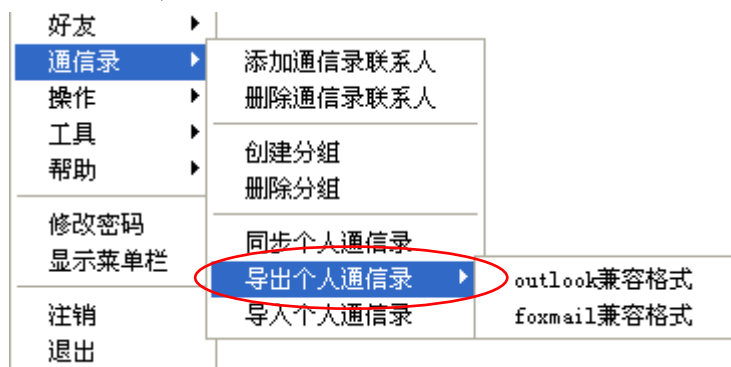 好友
通信录
操作
工具
帮助
修改密码
显示菜单栏
注销
退出
添加通信录联系人
删除通信录联系人
创建分组
删除分组
同步个人通信录
导出个人通信录
导入个人通信录
outlook兼容格式
foxmail兼容格式